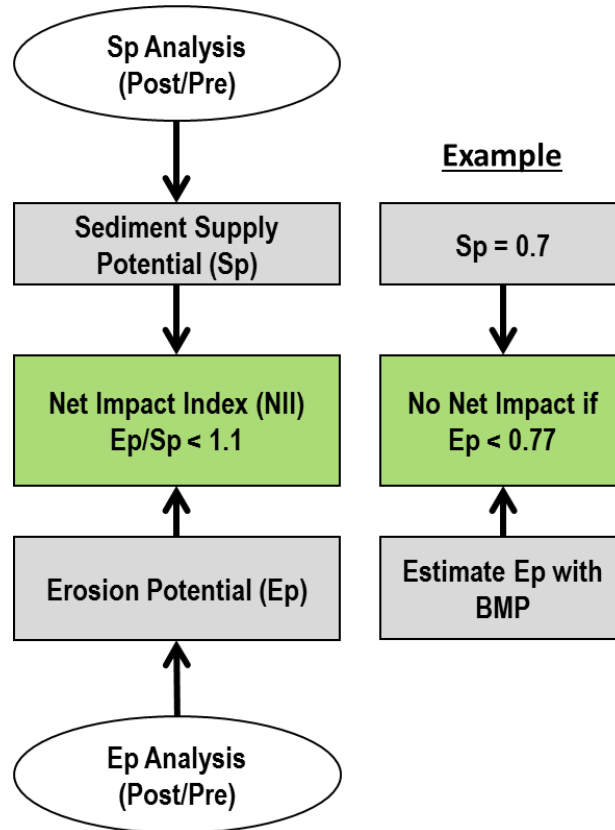 Sp Analysis
(Post/Pre)
Sediment Supply
Potential (Sp)
Net Impact Index (NII)
Ep/Sp < 1.1
Erosion Potential (Ep)
Ep Analysis
(Post/Pre)
Example
Sp = 0.7
No Net Impact if
Ep < 0.77
Estimate Ep with
BMP